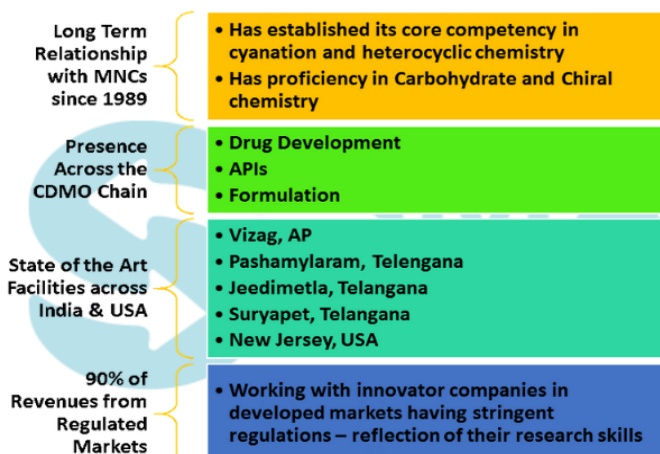 Long Term
Relationship
with MNCs
since 1989
• Has established its core competency in
cyanation and heterocyclic chemistry
• Has proficiency in Carbohydrate and Chiral
chemistry
Presence
Across the
CDMO Chain
• Drug Development
• APIs
• Formulation
State of the Art
Facilities across
India & USA
• Vizag, AP
• Pashamylaram, Telengana
• Jeedimetla, Telangana
• Suryapet, Telangana
• New Jersey, USA
90% of
Revenues from
Regulated
Markets
• Working with innovator companies in
developed markets having stringent
regulations – reflection of their research skills